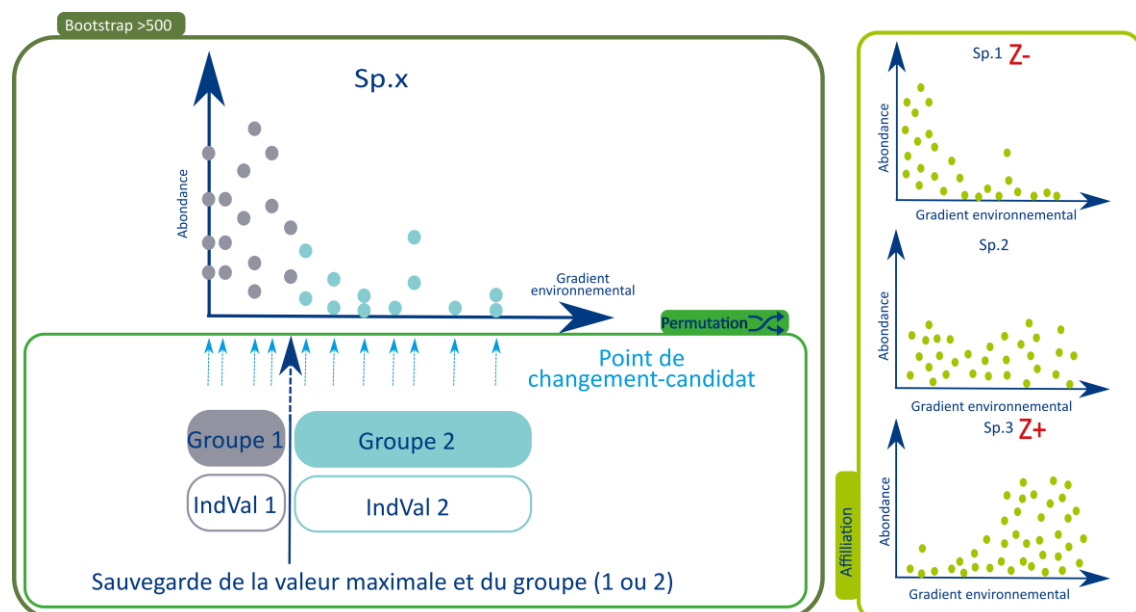 Bootstrap >500
Sp.x
Abondance
Gradient
environnemental
Permutation
Point de
changement-candidat
Groupe 1
Groupe 2
IndVal 1
IndVal 2
Sauvegarde de la valeur maximale et du groupe (1 ou 2)
Sp.1 Z-
Abondance
Gradient environnemental
Sp.2
Abondance
Gradient environnemental
Sp.3 Z+
Abondance
Gradient environnemental
Affilliation